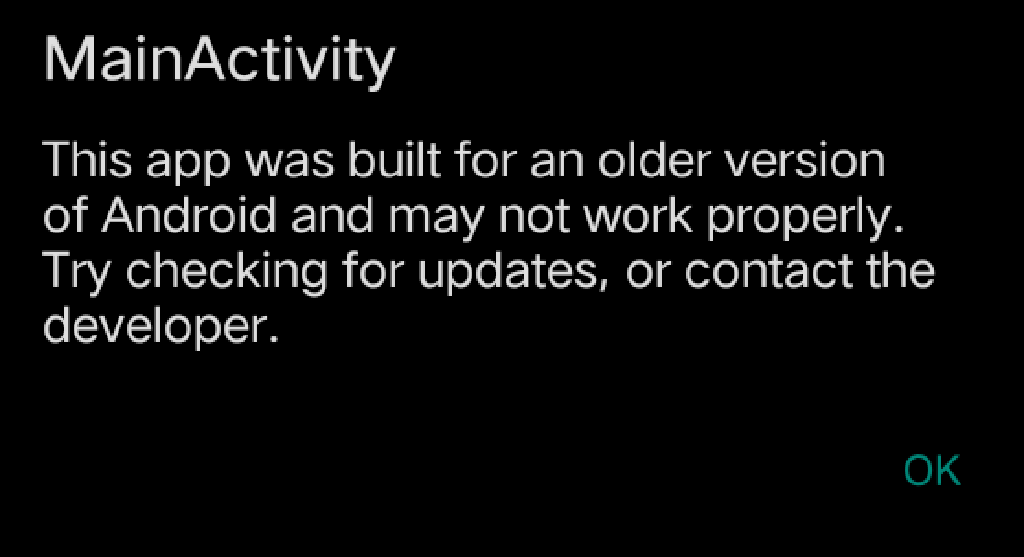 MainActivity
This app was built for an older version
of Android and may not work properly.
Try checking for updates, or contact the
developer.
OK